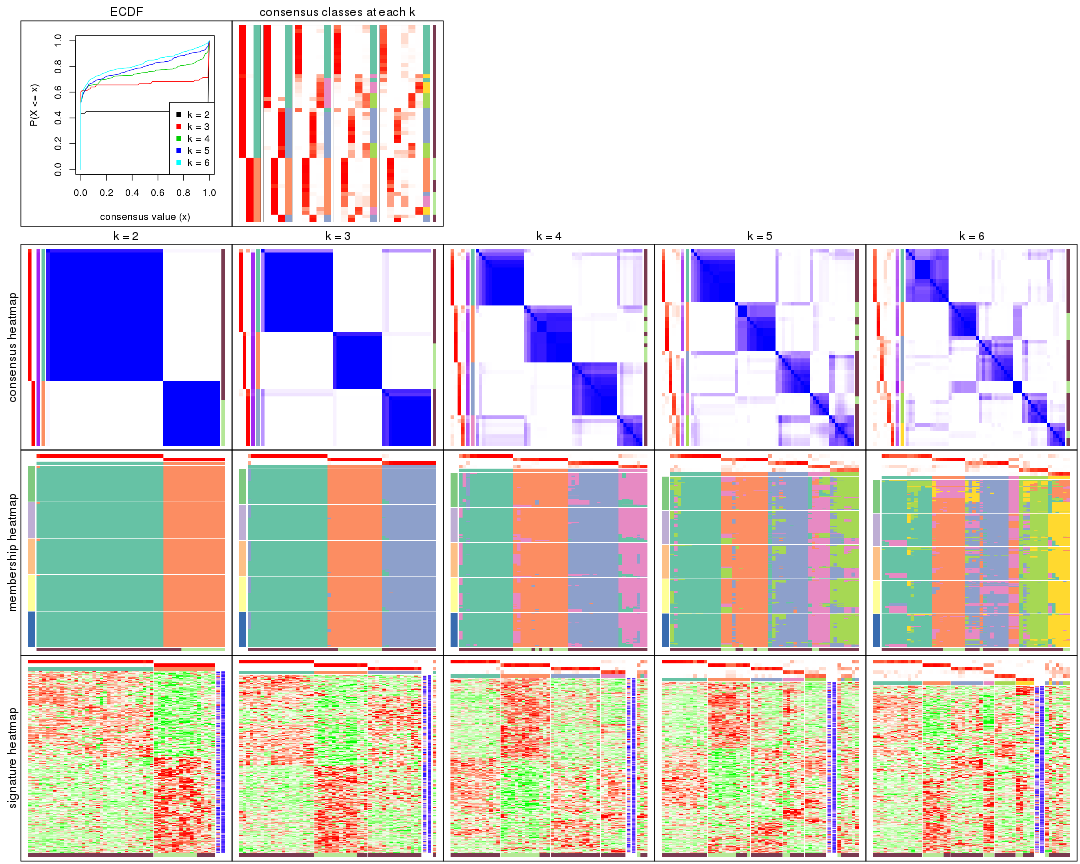 ECDF
consensus classes at each k
P(X <= x)
0.0
0.2
0.4
0.6
0.8
1.0
k = 2
k = 3
k = 4
k = 5
k = 6
0.0 0.2 0.4 0.6 0.8 1.0
consensus value (x)
k = 2
k = 3
k = 4
k = 5
k = 6
consensus heatmap
membership heatmap
signature heatmap